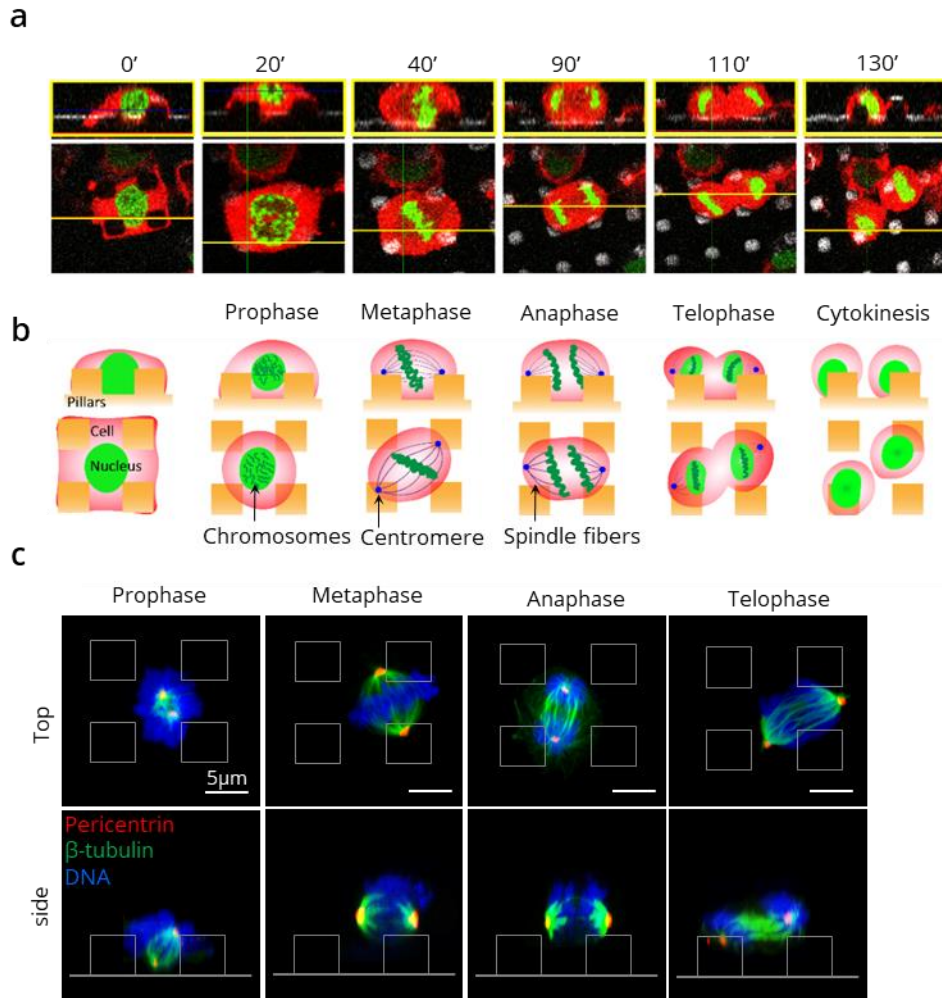 a
0’ 20’ 40’ 90’ 110’ 130’
b
Prophase Metaphase Anaphase Telophase Cytokinesis
Pillars
Cell
Nucleus
Chromosomes Centromere Spindle fibers
c
Prophase Metaphase Anaphase Telophase
Top
5µm
Pericentrin
β-tubulin
DNA
side